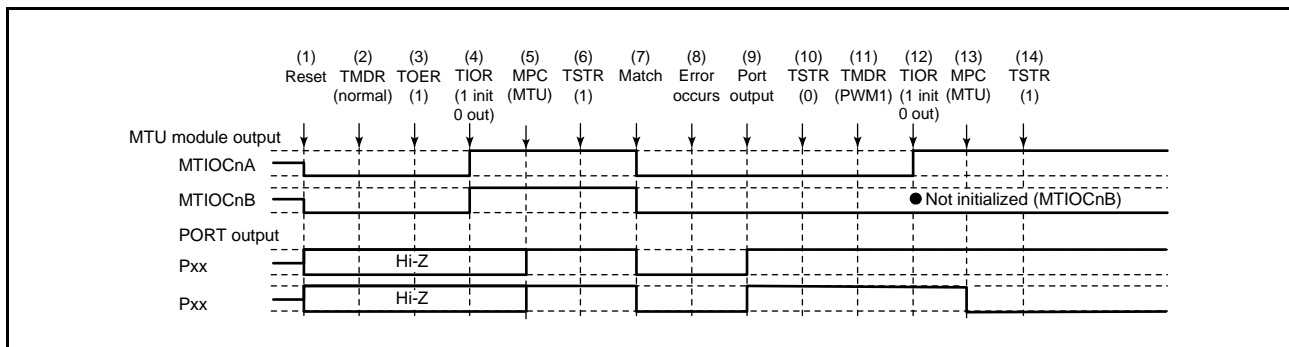 (1) (2) (3) (4) (5) (6) (7) (8) (9) (10) (11) (12) (13) (14)
Reset TMDR TOER TIOR MPC TSTR Match Error Port TSTR TMDR TIOR MPC TSTR
(normal) (1) (1 init (MTU) (1) occurs output (0) (PWM1) (1 init (MTU) (1)
0 out) 0 out)
MTU module output
MTIOCnA
MTIOCnB ● Not initialized (MTIOCnB)
PORT output
Pxx Hi-Z
Pxx Hi-Z